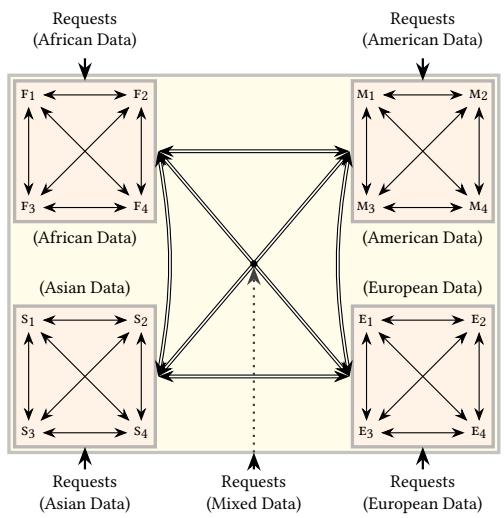 Requests
(African Data)
Requests
(American Data)
F1 F2
F3 F4
(African Data)
M1 M2
M3 M4
(American Data)
(Asian Data)
S1 S2
S3 S4
(European Data)
E1 E2
E3 E4
Requests
(Asian Data)
Requests
(Mixed Data)
Requests
(European Data)